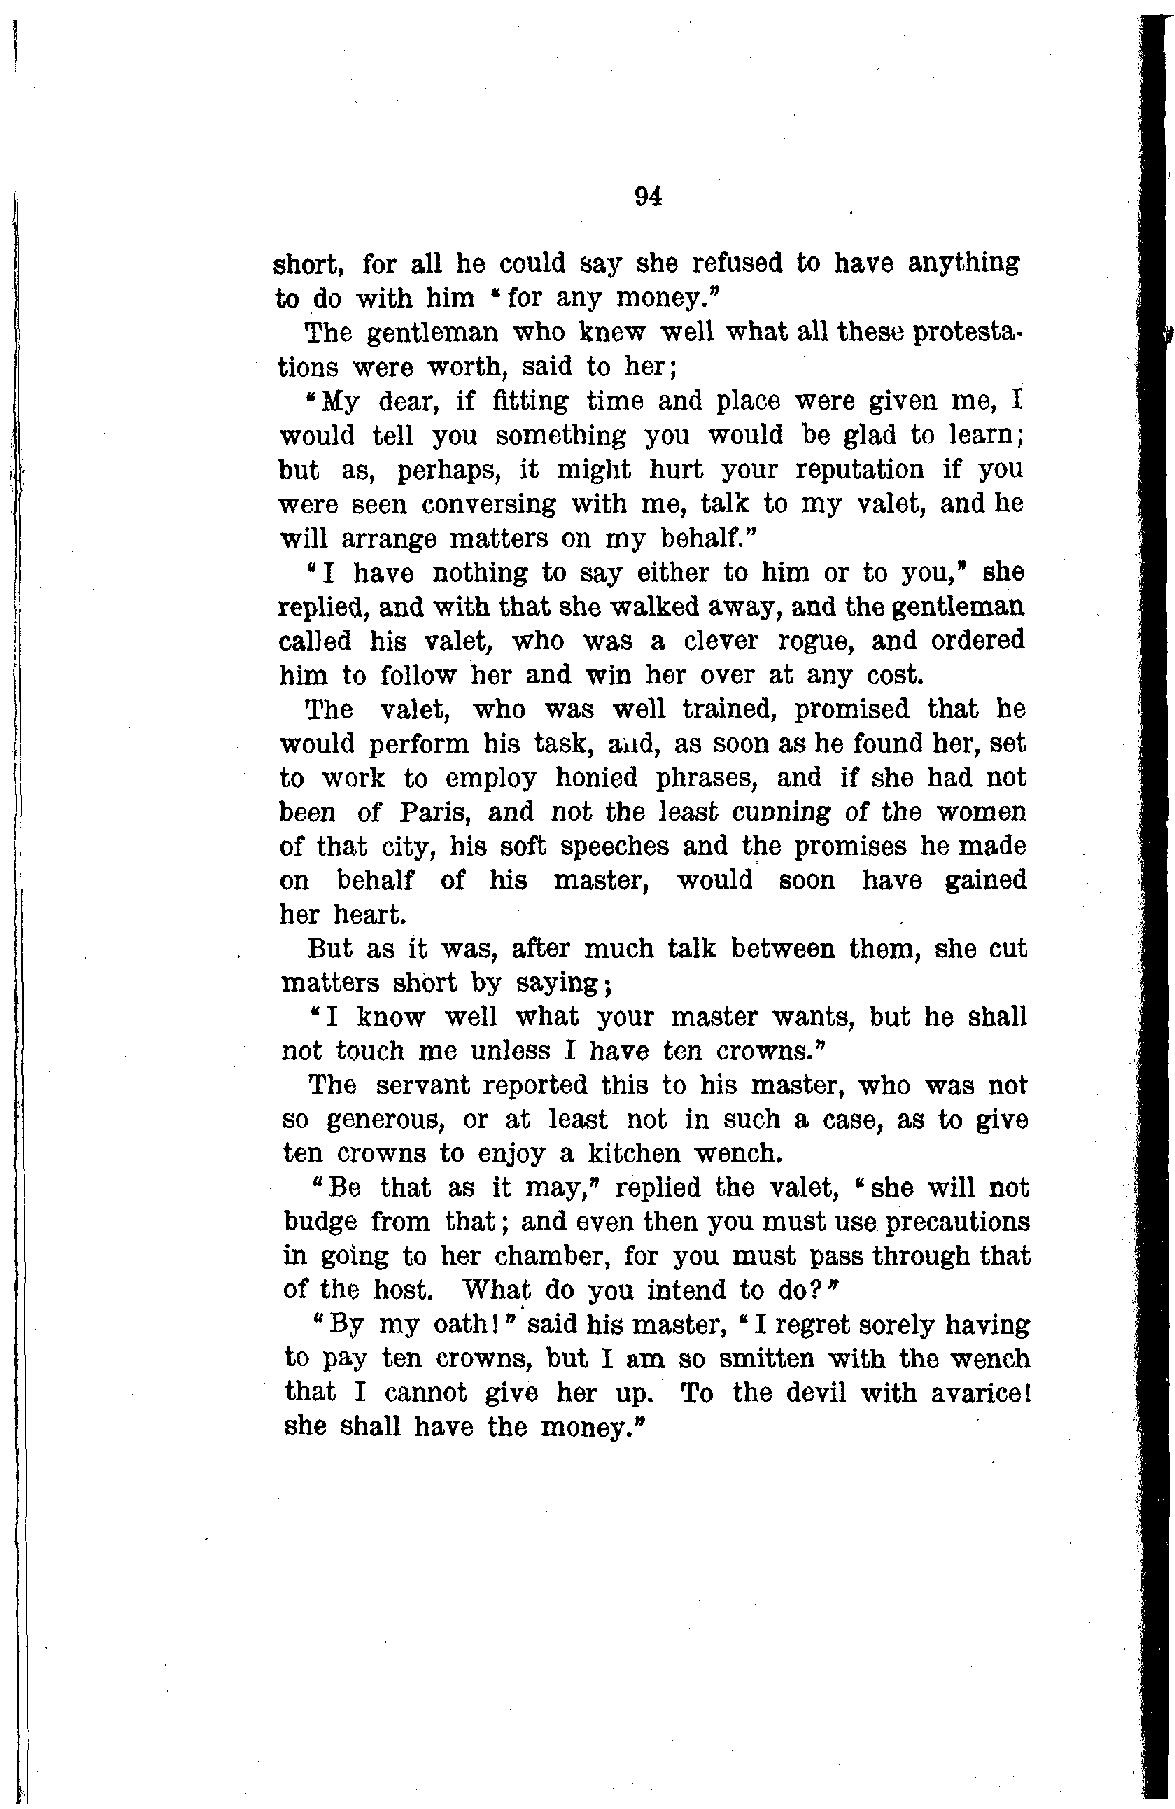 94
short, for all he could say she refused to have anything
to do with him “for any money.”
The gentleman who knew well what all these protesta-
tions were worth, said to her;
“My dear, if fitting time and place were given me, I
would tell you something you would be glad to learn;
but as, perhaps, it might hurt your reputation if you
were seen conversing with me, talk to my valet, and he
will arrange matters on my behalf.”
“I have nothing to say either to him or to you,” she
replied, and with that she walked away, and the gentleman
called his valet, who was a clever rogue, and ordered
him to follow her and win her over at any cost.
The valet, who was well trained, promised that he
would perform his task, and, as soon as he found her, set
to work to employ honied phrases, and if she had not
been of Paris, and not the least cunning of the women
of that city, his soft speeches and the promises he made
on behalf of his master, would soon have gained
her heart.
But as it was, after much talk between them, she cut
matters short by saying;
“I know well what your master wants, but he shall
not touch me unless I have ten crowns.”
The servant reported this to his master, who was not
so generous, or at least not in such a case, as to give
ten crowns to enjoy a kitchen wench.
“Be that as it may,” replied the valet, “she will not
budge from that; and even then you must use precautions
in going to her chamber, for you must pass through that
of the host. What do you intend to do?”
“By my oath!” said his master, “I regret sorely having
to pay ten crowns, but I am so smitten with the wench
that I cannot give her up. To the devil with avarice!
she shall have the money.”